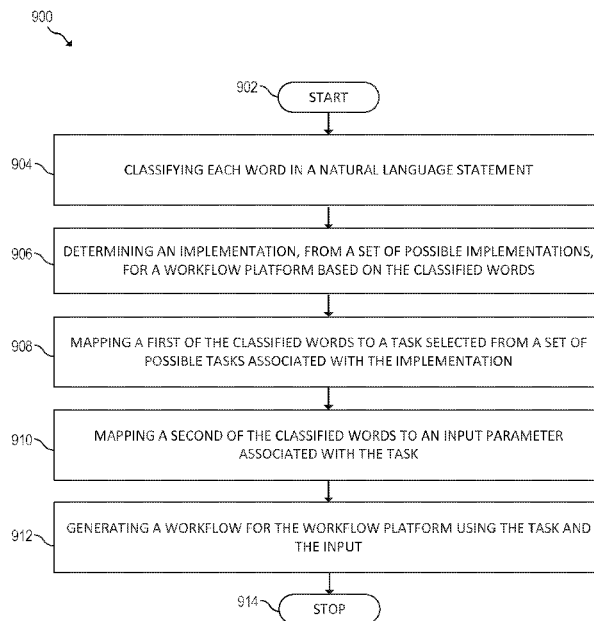 900
902
START
904
CLASSIFYING EACH WORD IN A NATURAL LANGUAGE STATEMENT
906
DETERMINING AN IMPLEMENTATION, FROM A SET OF POSSIBLE IMPLEMENTATIONS,
FOR A WORKFLOW PLATFORM BASED ON THE CLASSIFIED WORDS
908
MAPPING A FIRST OF THE CLASSIFIED WORDS TO A TASK SELECTED FROM A SET OF
POSSIBLE TASKS ASSOCIATED WITH THE IMPLEMENTATION
910
MAPPING A SECOND OF THE CLASSIFIED WORDS TO AN INPUT PARAMETER
ASSOCIATED WITH THE TASK
912
GENERATING A WORKFLOW FOR THE WORKFLOW PLATFORM USING THE TASK AND
THE INPUT
914
STOP